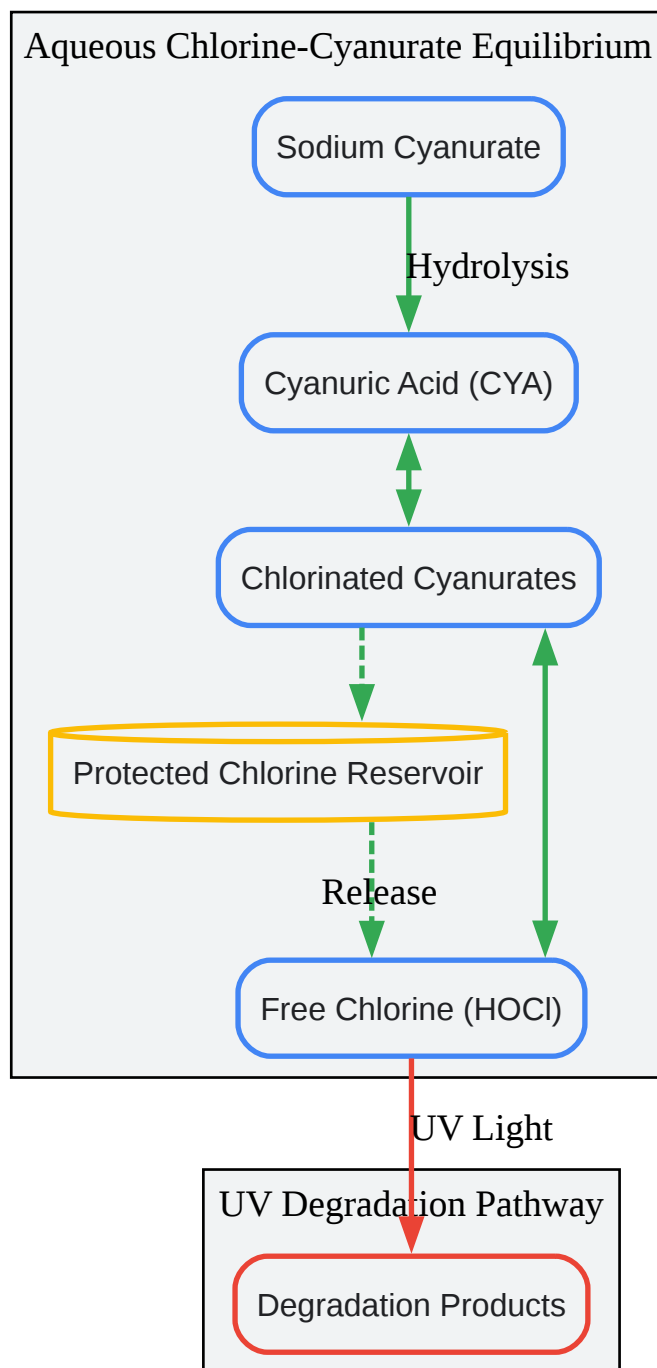 Aqueous Chlorine-Cyanurate Equilibrium
Sodium Cyanurate
Hydrolysis
Cyanuric Acid (CYA)
Chlorinated Cyanurates
Protected Chlorine Reservoir
Release
Free Chlorine (HOCl)
UV Light
UV Degradation Pathway
Degradation Products